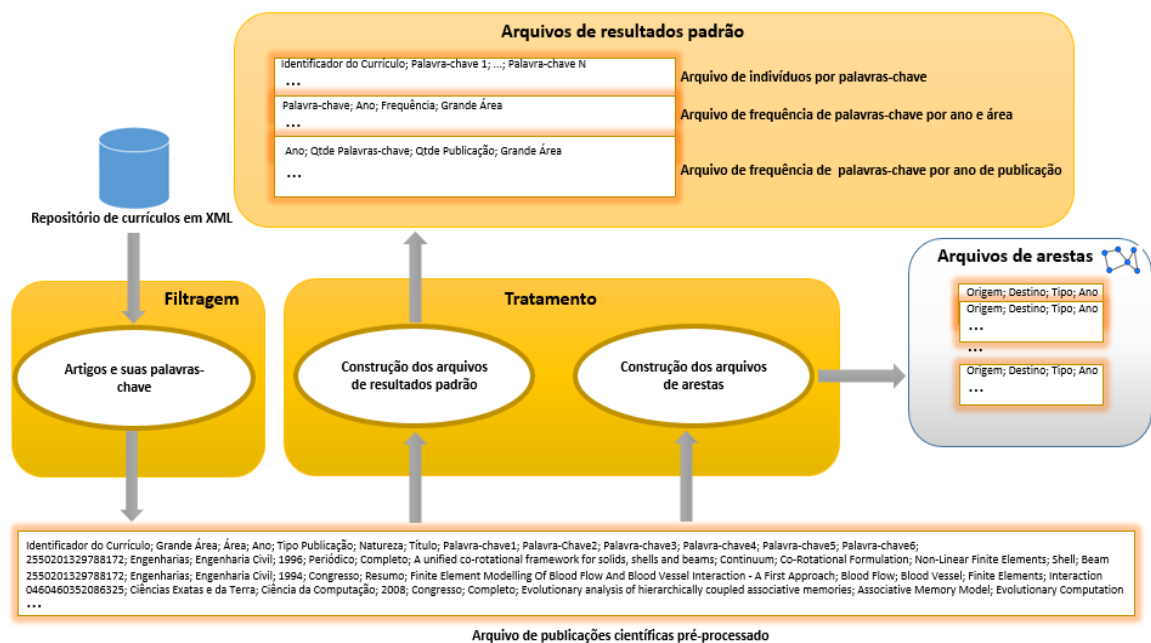 Arquivos de resultados padrão
Identificador do Currículo; Palavra-chave 1; ...; Palavra-chave N
...
Arquivo de indivíduos por palavras-chave
Palavra-chave; Ano; Frequência; Grande Área
...
Arquivo de frequência de palavras-chave por ano e área
Ano; Qtde Palavras-chave; Qtde Publicação; Grande Área
...
Arquivo de frequência de palavras-chave por ano de publicação
Repositório de currículos em XML
Filtragem
Artigos e suas palavras-
chave
Tratamento
Construção dos arquivos
de resultados padrão
Construção dos arquivos
de arestas
Arquivos de arestas
Origem; Destino; Tipo; Ano
Origem; Destino; Tipo; Ano
...
...
Origem; Destino; Tipo; Ano
...
Identificador do Currículo; Grande Área; Área; Ano; Tipo Publicação; Natureza; Título; Palavra-chave1; Palavra-Chave2; Palavra-chave3; Palavra-chave4; Palavra-chave5; Palavra-chave6;
2550201329788172; Engenharias; Engenharia Civil; 1996; Periódico; Completo; A unified co-rotational framework for solids, shells and beams; Continuum; Co-Rotational Formulation; Non-Linear Finite Elements; Shell; Beam
2550201329788172; Engenharias; Engenharia Civil; 1994; Congresso; Resumo; Finite Element Modelling Of Blood Flow And Blood Vessel Interaction - A First Approach; Blood Flow; Blood Vessel; Finite Elements; Interaction
0460460352086325; Ciências Exatas e da Terra; Ciência da Computação; 2008; Congresso; Completo; Evolutionary analysis of hierarchically coupled associative memories; Associative Memory Model; Evolutionary Computation
...
Arquivo de publicações científicas pré-processado